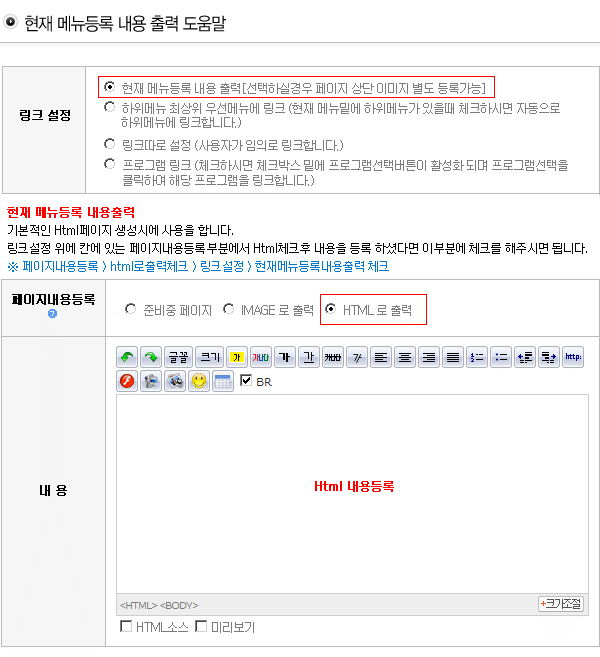 현재 메뉴등록 내용 출력 도움말
링크 설정
현재 메뉴등록 내용 출력[선택하실경우 페이지 상단 이미지 별도 등록가능]
하위메뉴 최상위 우선메뉴에 링크 (현재 메뉴밑에 하위메뉴가 있을때 체크하시면 자동으로
하위메뉴에 링크합니다.)
링크따로 설정 (사용자가 임의로 링크합니다.)
프로그램 링크 (체크하시면 체크박스 밑에 프로그램선택버튼이 활성화 되며 프로그램선택을
클릭하며 해당 프로그램을 링크합니다.)
현재 메뉴등록 내용출력
기본적인 Html페이지 생성시에 사용을 합니다.
링크설정 위에 칸에 있는 페이지내용등록부분에서 Html체크후 내용을 등록 하셨다면 이부분에 체크를 해주시면 됩니다.
※ 페이지내용등록 > html로출력체크 > 링크설정 > 현재메뉴등록내용출력 체크
페이지내용등록
준비중 페이지 IMAGE 로 출력 HTML 로 출력
글꼴 크기 가 개나다 가 가 캐냐다 가 http:
BR
내 용
Html 내용등록
<HTML> <BODY>
+크기조절
HTML소스 미리보기